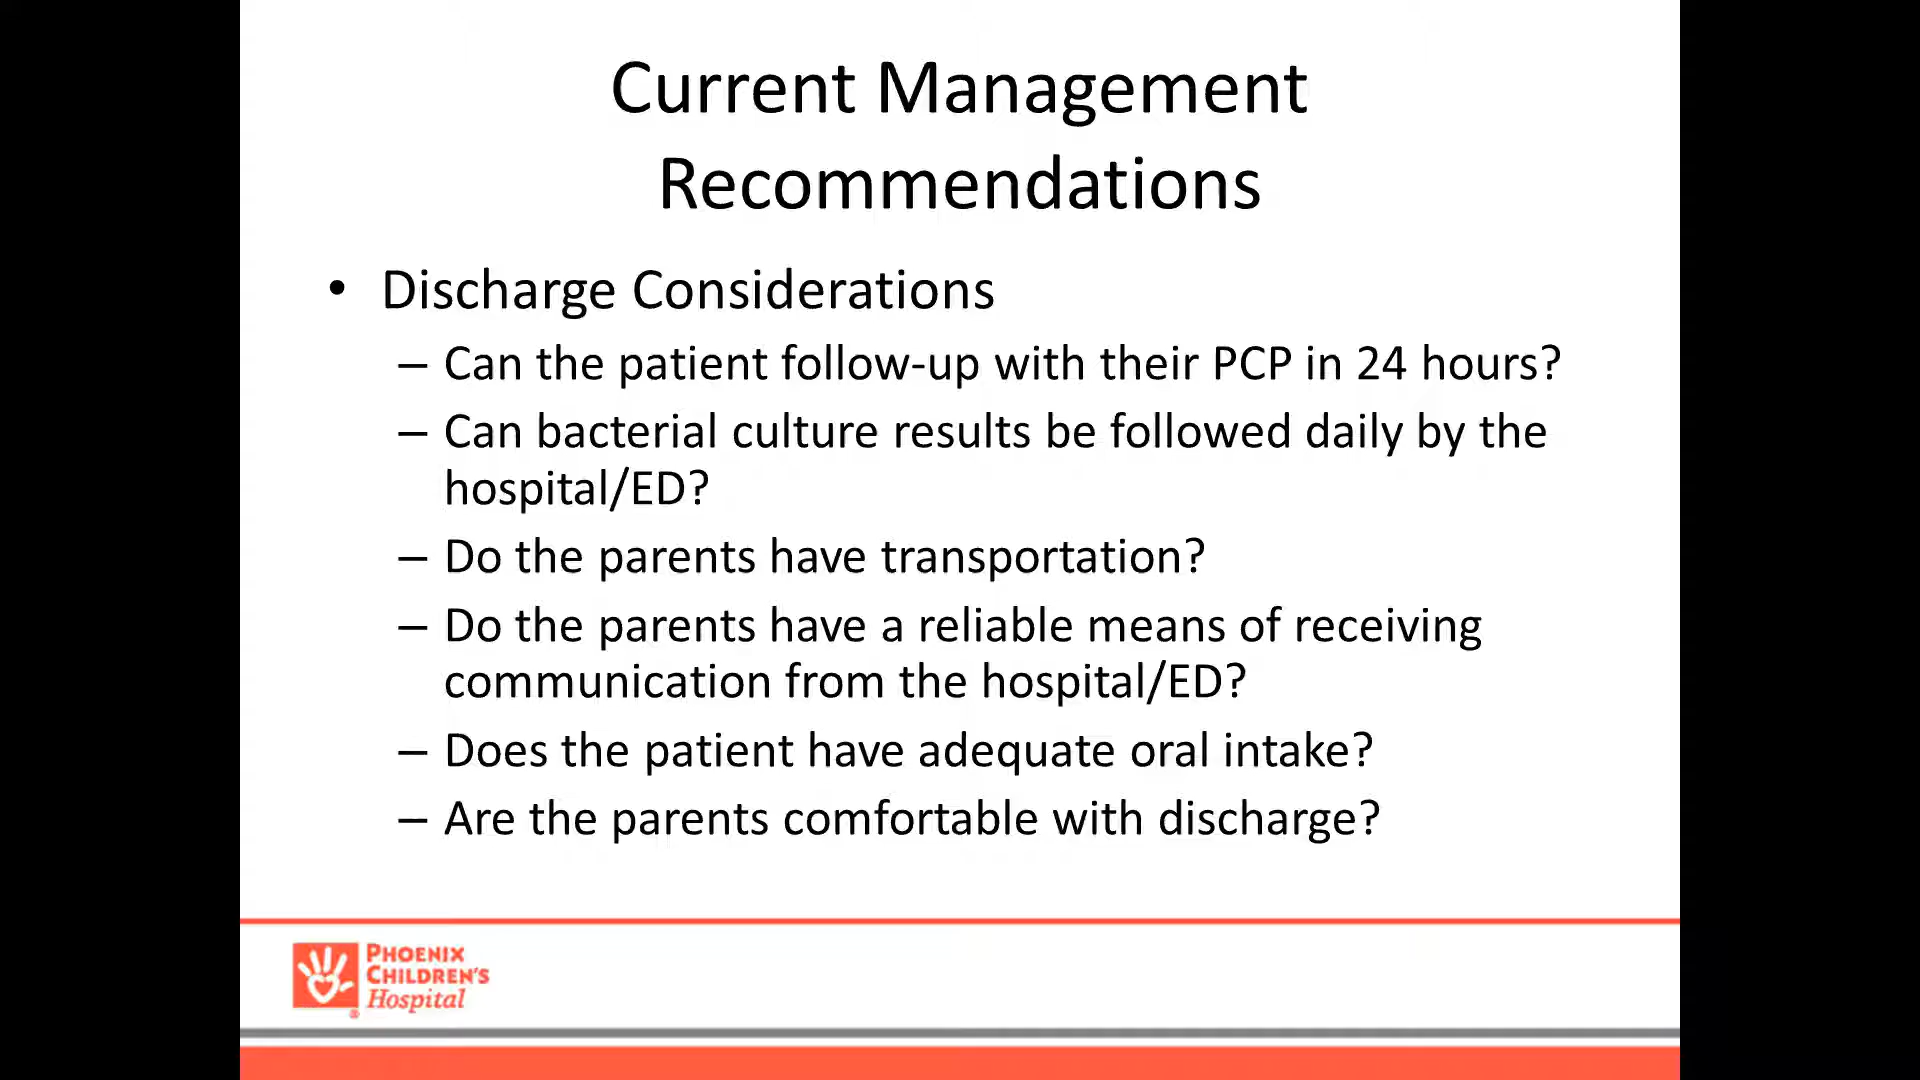 Current Management
Recommendations
• Discharge Considerations
– Can the patient follow-up with their PCP in 24 hours?
– Can bacterial culture results be followed daily by the
hospital/ED?
– Do the parents have transportation?
– Do the parents have a reliable means of receiving
communication from the hospital/ED?
– Does the patient have adequate oral intake?
– Are the parents comfortable with discharge?
PHOENIX
CHILDREN'S
Hospital
®